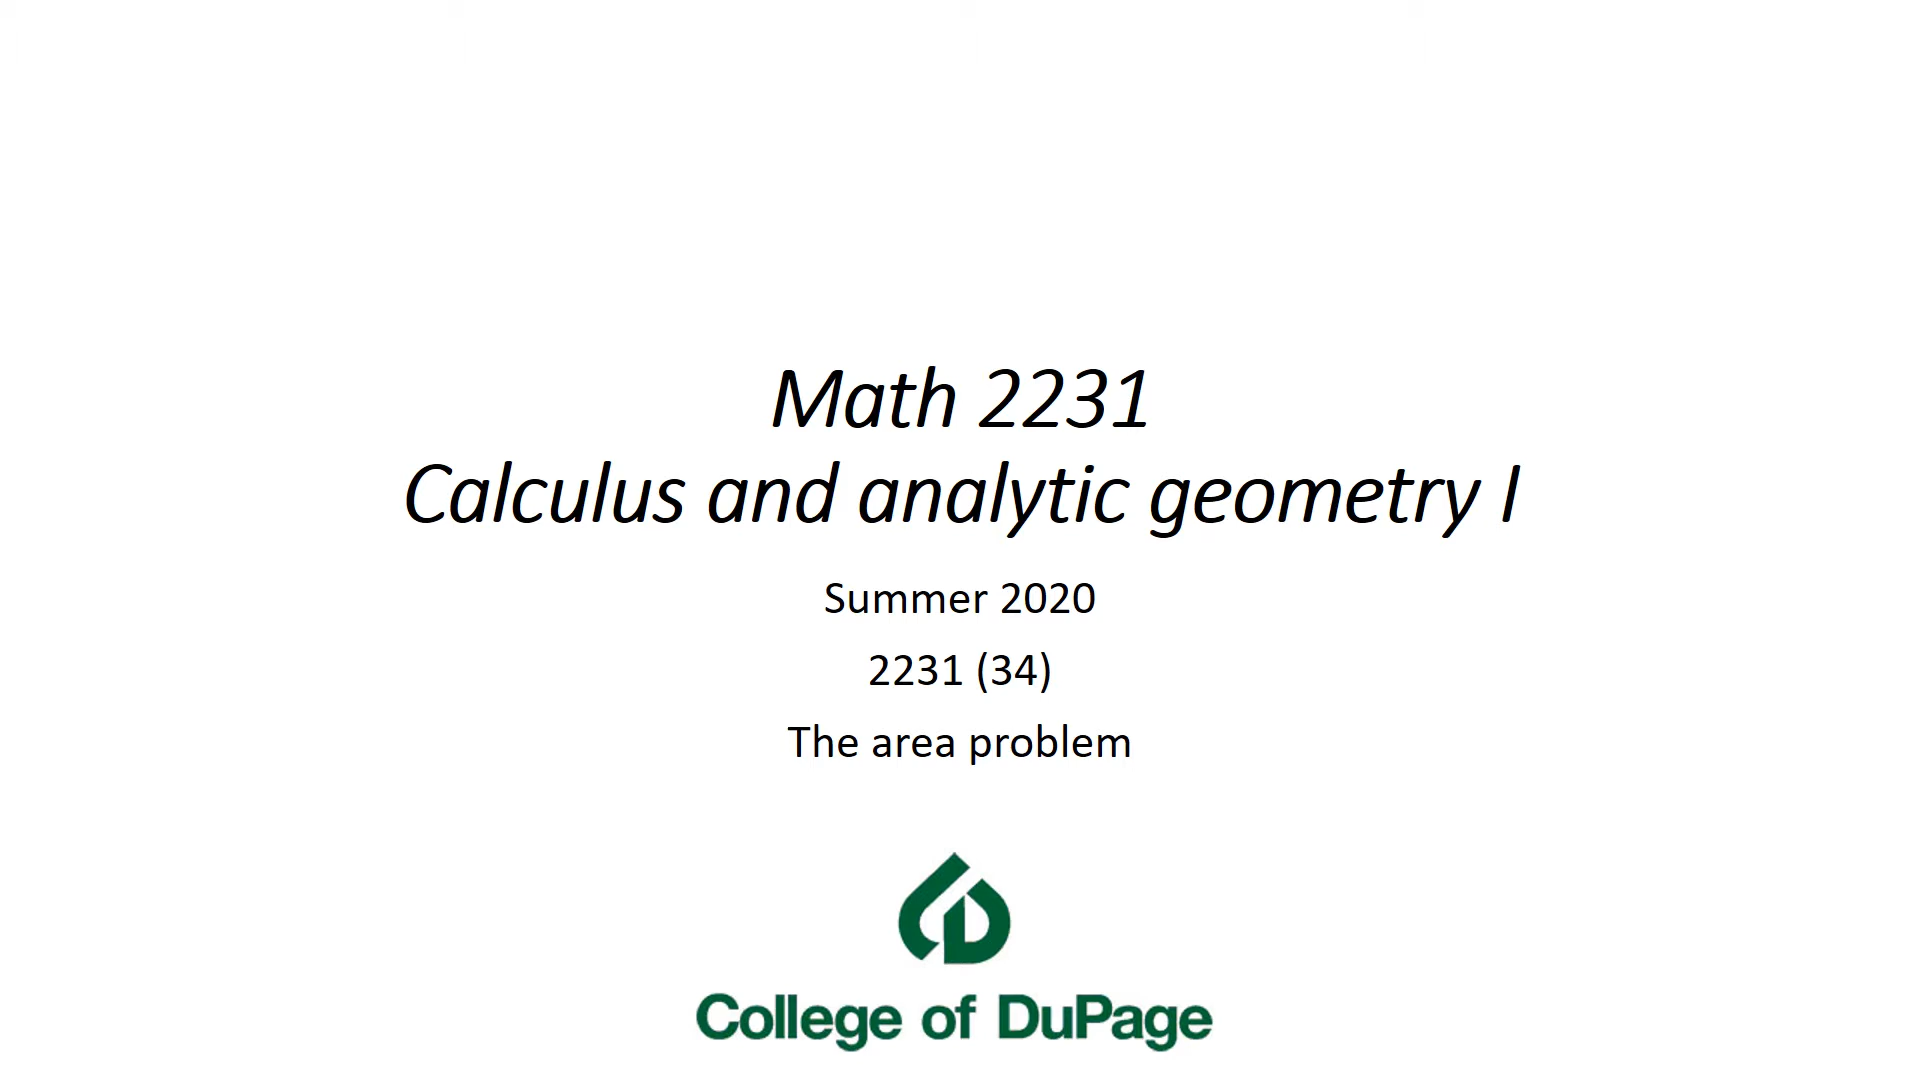 Math 2231
Calculus and analytic geometry I
Summer 2020
2231 (34)
The area problem
College of DuPage